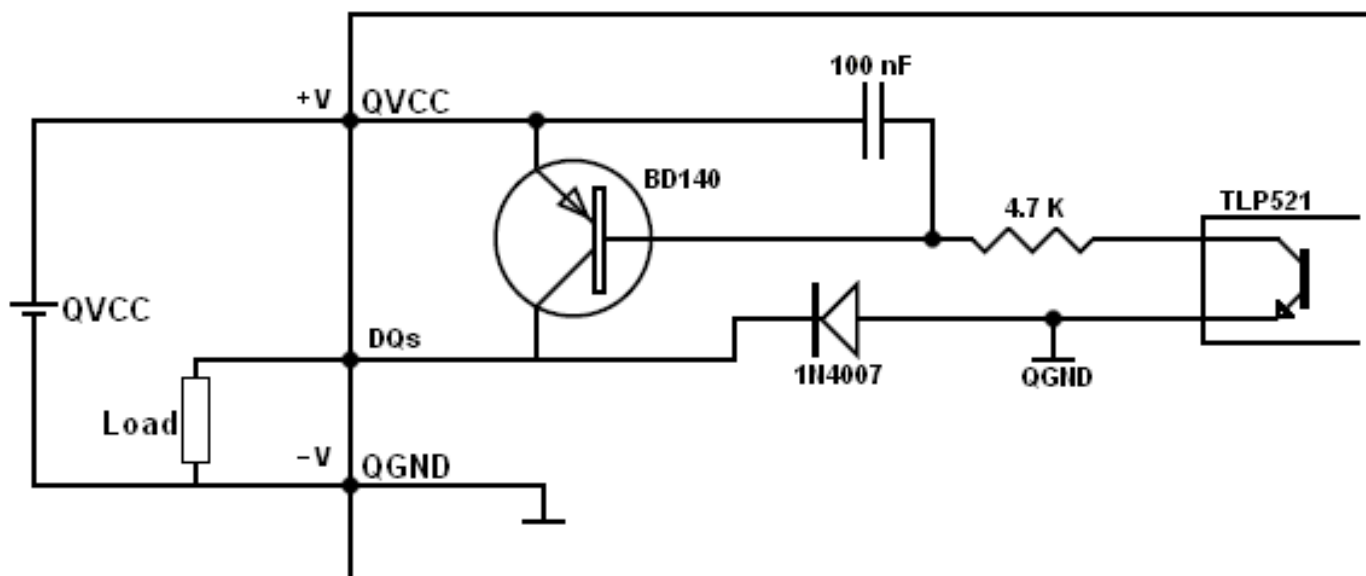 100 nF
+V
QVCC
BD140
4.7 K
TLP521
QVCC
DQs
1N4007
QGND
Load
-V
QGND